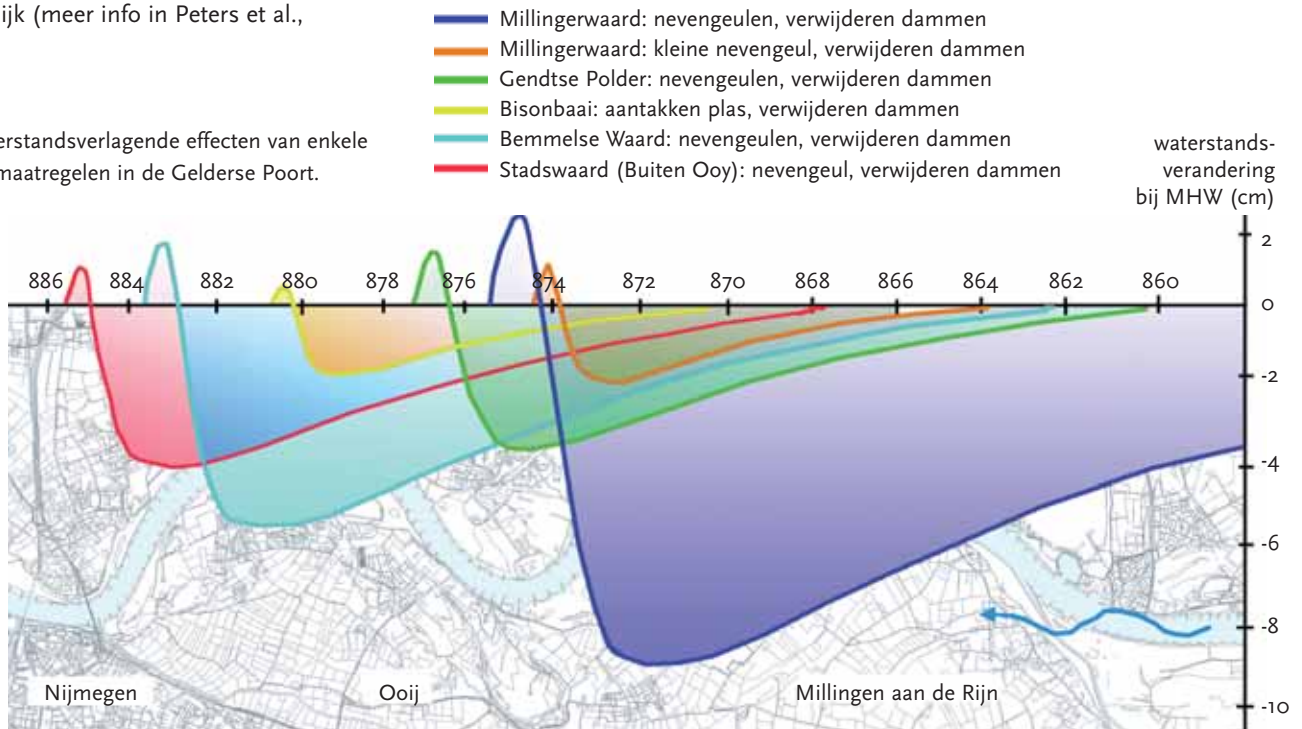 ijk (meer info in Peters et al.,
erstandsverlagende effecten van enkele
maatregelen in de Gelderse Poort.
Millingerwaard: nevengeulen, verwijderen dammen
Millingerwaard: kleine nevengeul, verwijderen dammen
Gendtse Polder: nevengeulen, verwijderen dammen
Bisonbaai: aantakken plas, verwijderen dammen
Bemmelse Waard: nevengeulen, verwijderen dammen
Stadswaard (Buiten Ooy): nevengeul, verwijderen dammen
waterstands-
verandering
bij MHW (cm)
886 884 882 880 878 876 874 872 870 868 866 864 862 860
2
0
-2
-4
-6
-8
-10
Nijmegen Ooij Millingen aan de Rijn